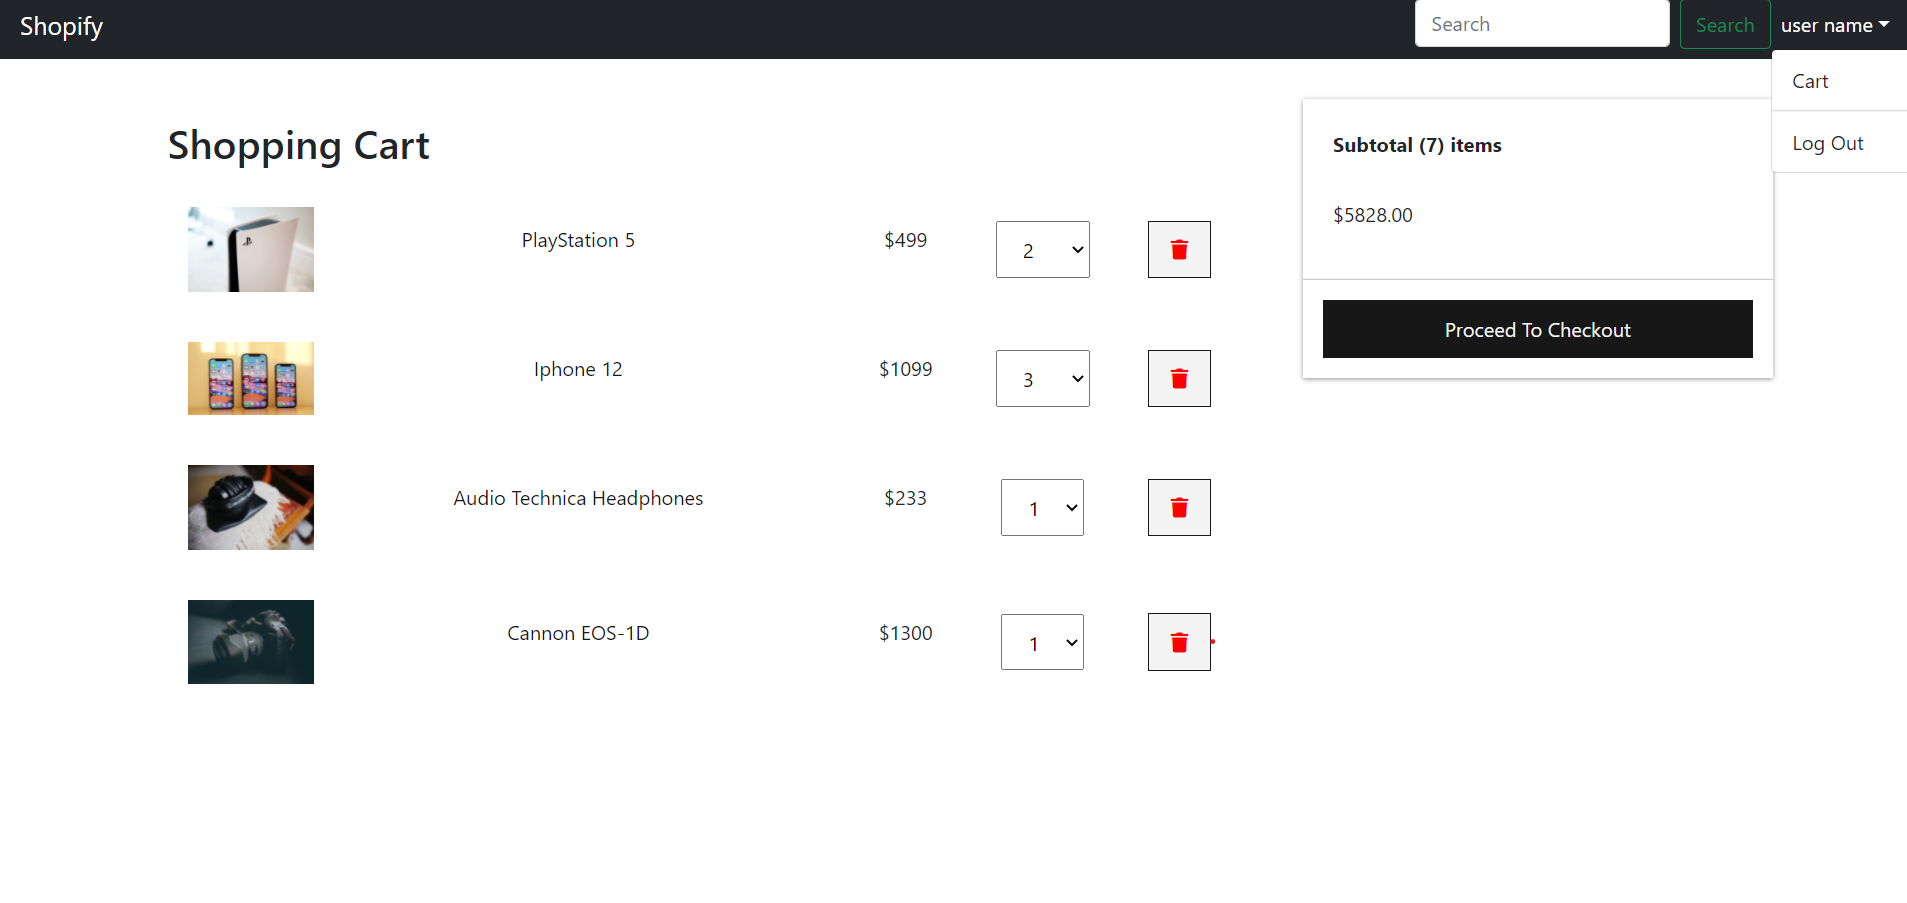 Shopify
Search
Search
user name
Cart
Log Out
Shopping Cart
PlayStation 5
$499
2
Iphone 12
$1099
3
Audio Technica Headphones
$233
1
Cannon EOS-1D
$1300
1
Subtotal (7) items
$5828.00
Proceed To Checkout